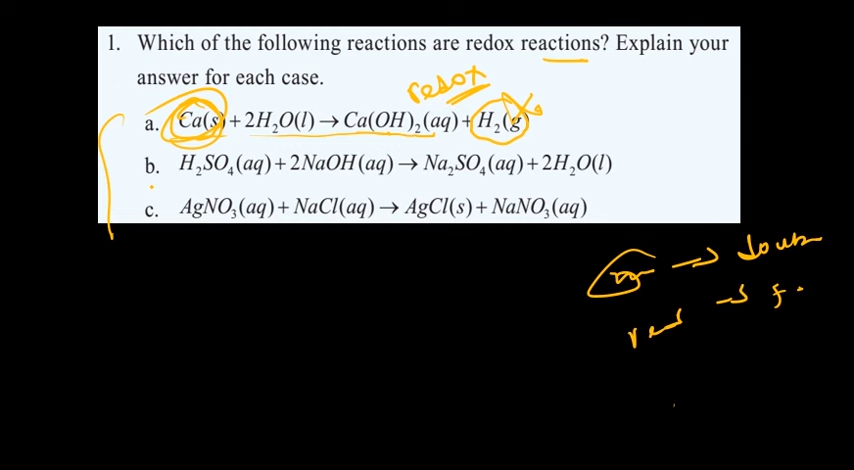 1. Which of the following reactions are redox reactions? Explain your
answer for each case.
redox
a. Ca(s) + 2H₂O(l) → Ca(OH)₂(aq) + H₂(g)
b. H₂SO₄(aq) + 2NaOH(aq) → Na₂SO₄(aq) + 2H₂O(l)
c. AgNO₃(aq) + NaCl(aq) → AgCl(s) + NaNO₃(aq)